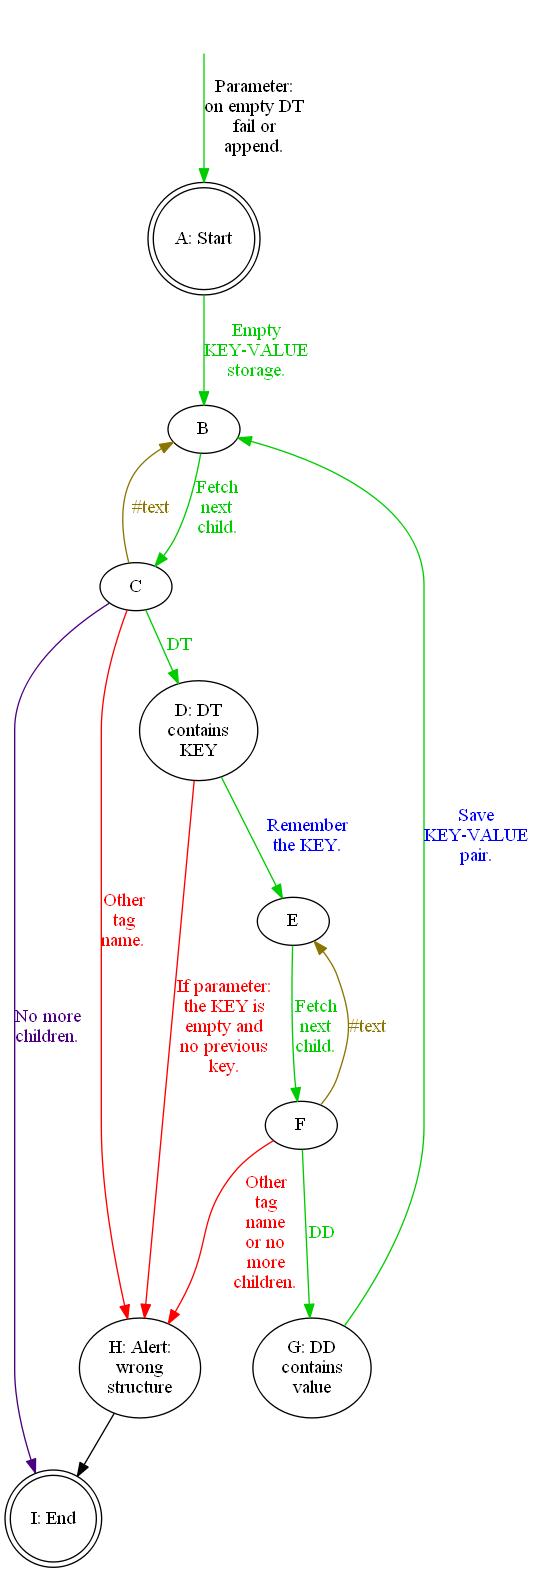 Parameter:
on empty DT
fail or
append.
A: Start
Empty
KEY-VALUE
storage.
B
#text
Fetch
next
child.
C
DT
D: DT
contains
KEY
Remember
the KEY.
Save
KEY-VALUE
pair.
E
Other
tag
name.
If parameter:
the KEY is
empty and
no previous
key.
Fetch
next
child.
#text
No more
children.
F
Other
tag
name
or no
more
children.
DD
H: Alert:
wrong
structure
G: DD
contains
value
I: End